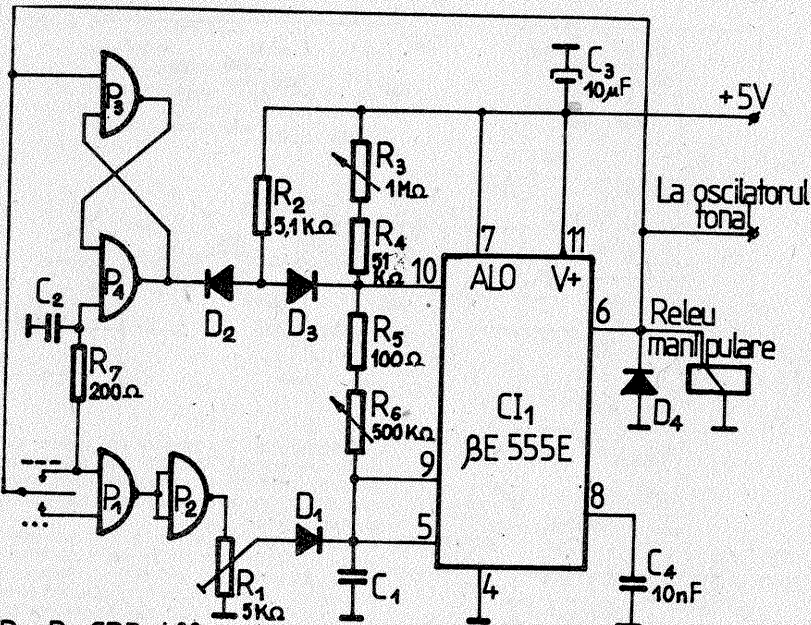 P3
C3
10µF
+5V
R3
1MΩ
R2
5,1KΩ
La oscilatorul
tona
R4
51
KΩ
P4
7
11
10
ALO
V+
C2
D2
D3
6
Releu
manipulare
R7
200Ω
R5
100Ω
D4
CI1
βE 555E
R6
500KΩ
---
P1
P2
9
8
...
D1
5
R1
5KΩ
C1
4
C4
10nF